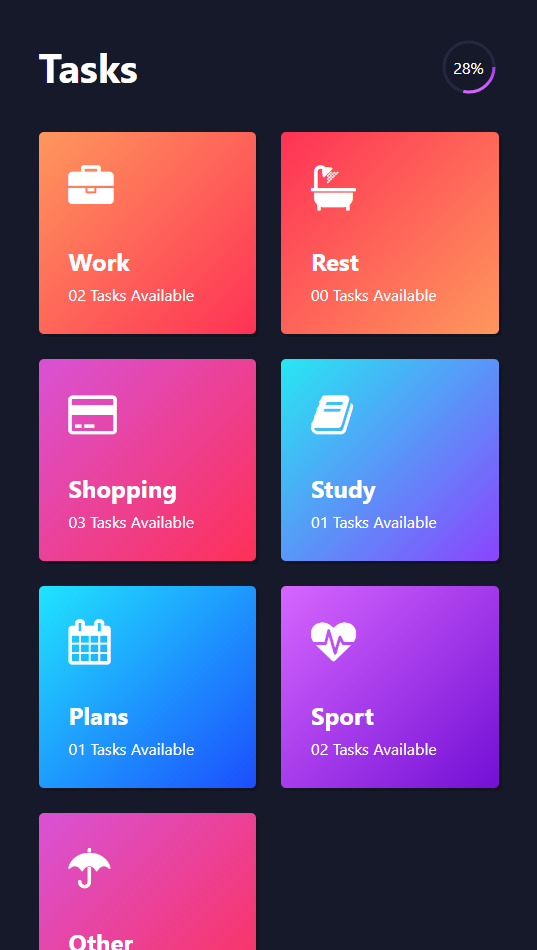 Tasks
28%
Work
02 Tasks Available
Rest
00 Tasks Available
Shopping
03 Tasks Available
Study
01 Tasks Available
Plans
01 Tasks Available
Sport
02 Tasks Available
Other